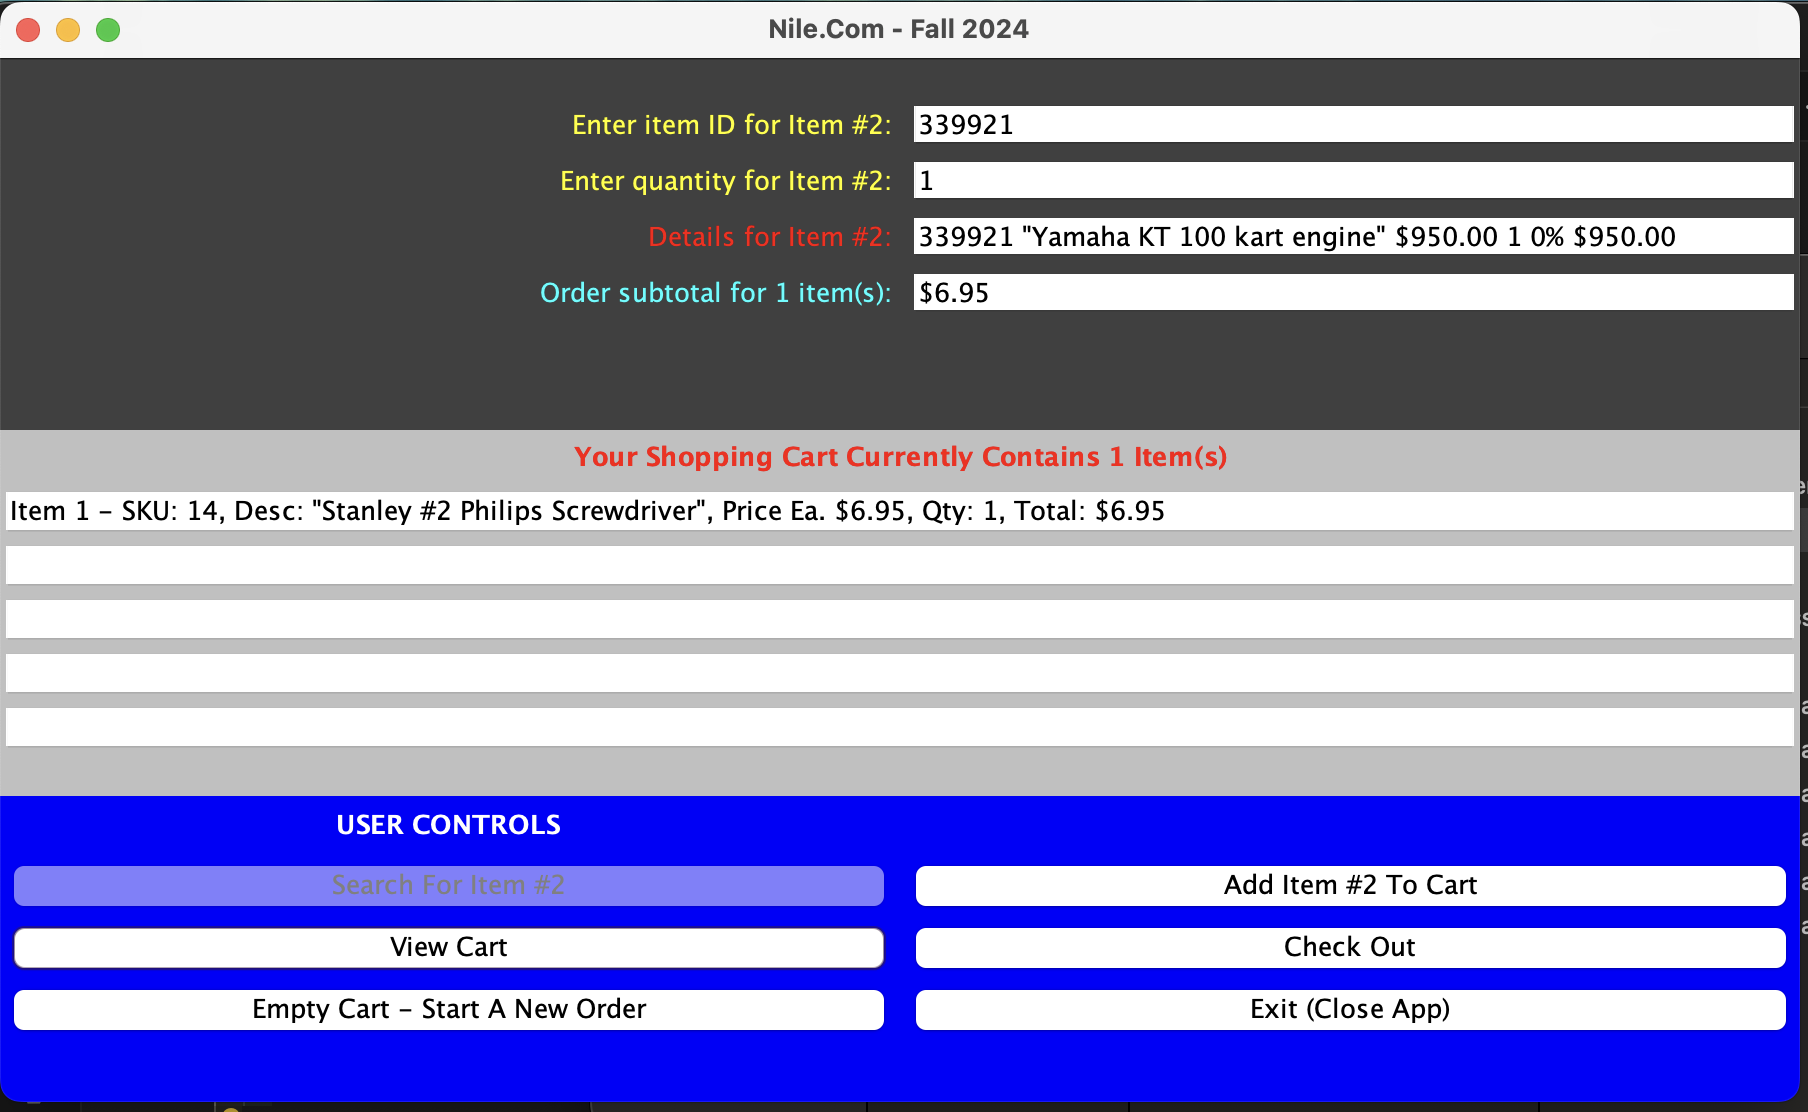 Nile.Com - Fall 2024
Enter item ID for Item #2: 339921
Enter quantity for Item #2: 1
Details for Item #2: 339921 "Yamaha KT 100 kart engine" $950.00 1 0% $950.00
Order subtotal for 1 item(s): $6.95
Your Shopping Cart Currently Contains 1 Item(s)
Item 1 - SKU: 14, Desc: "Stanley #2 Philips Screwdriver", Price Ea. $6.95, Qty: 1, Total: $6.95
USER CONTROLS
Search For Item #2 Add Item #2 To Cart
View Cart Check Out
Empty Cart - Start A New Order Exit (Close App)